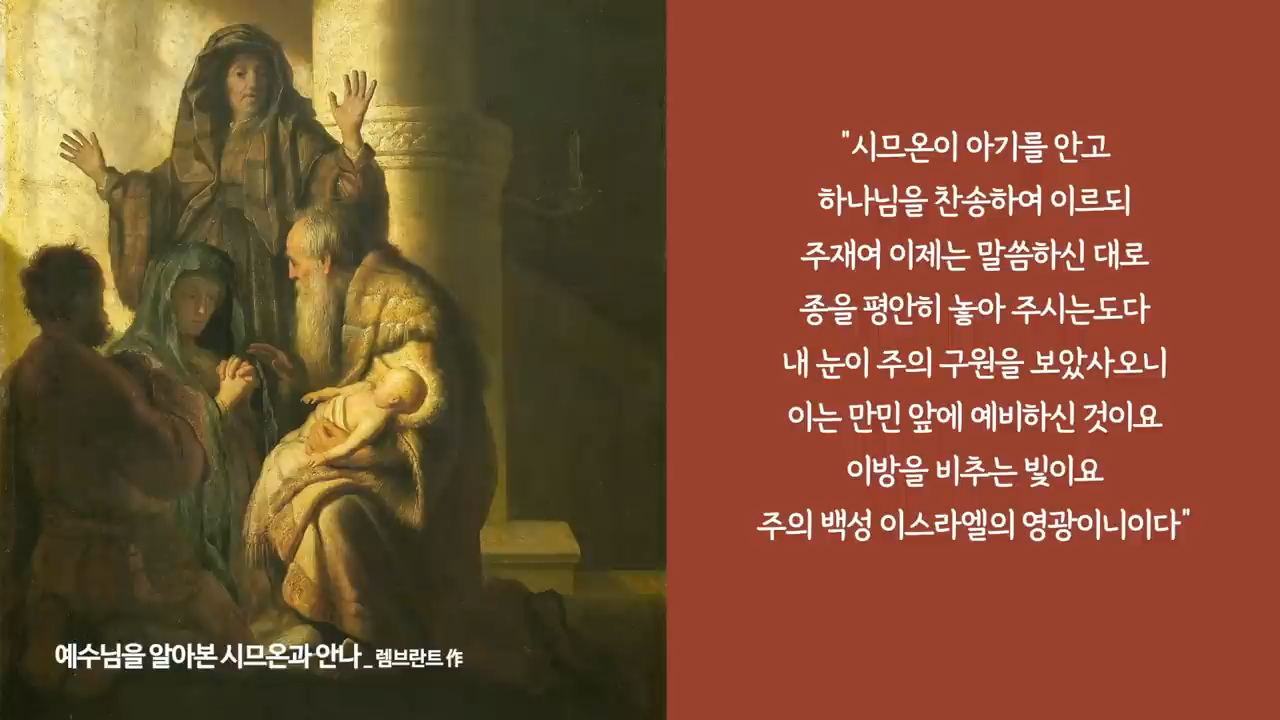 "시므온이 아기를 안고
하나님을 찬송하여 이르되
주재여 이제는 말씀하신 대로
종을 평안히 놓아 주시는도다
내 눈이 주의 구원을 보았사오니
이는 만민 앞에 예비하신 것이요
이방을 비추는 빛이요
주의 백성 이스라엘의 영광이니이다"
예수님을 알아본 시므온과 안나_렘브란트 作